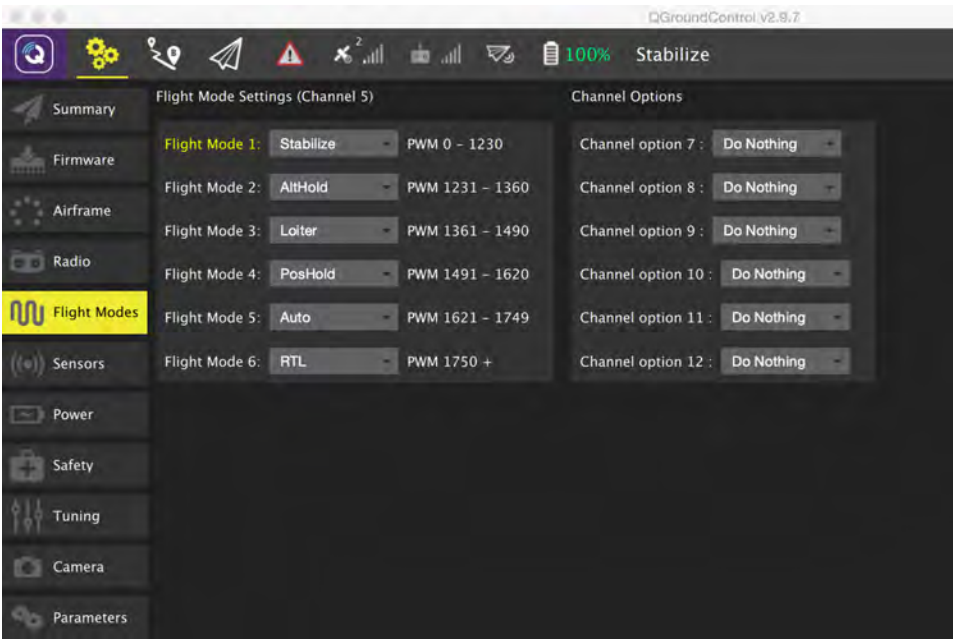 QGroundControl v2.9.7
2
100%
Stabilize
Summary
Firmware
Airframe
Radio
Flight Modes
Sensors
Power
Safety
Tuning
Camera
Parameters
Flight Mode Settings (Channel 5)
Flight Mode 1: Stabilize PWM 0 - 1230
Flight Mode 2: AltHold PWM 1231 - 1360
Flight Mode 3: Loiter PWM 1361 - 1490
Flight Mode 4: PosHold PWM 1491 - 1620
Flight Mode 5: Auto PWM 1621 - 1749
Flight Mode 6: RTL PWM 1750 +
Channel Options
Channel option 7 : Do Nothing
Channel option 8 : Do Nothing
Channel option 9 : Do Nothing
Channel option 10 : Do Nothing
Channel option 11 : Do Nothing
Channel option 12 : Do Nothing